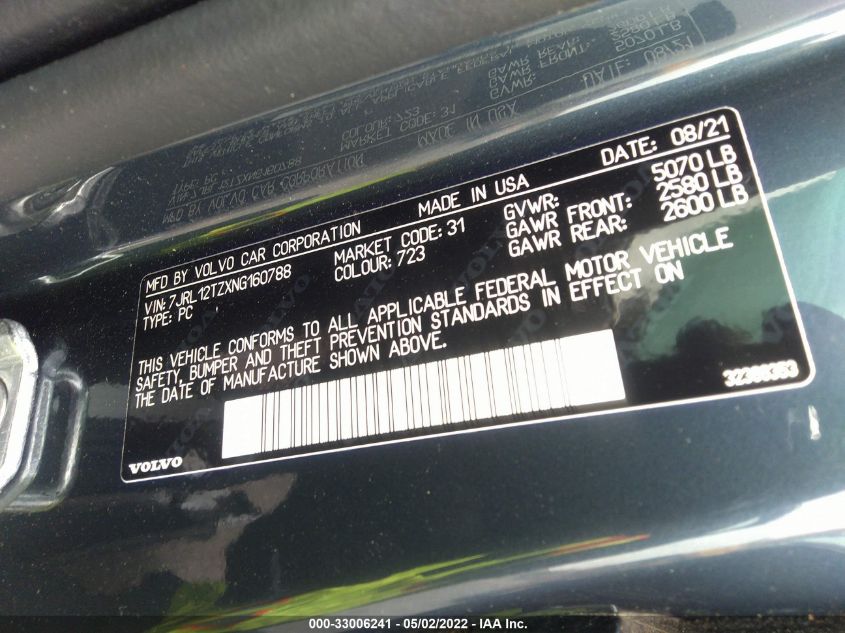 MFD BY VOLVO CAR CORPORATION MADE IN USA DATE: 08/21
VIN: 7JRL12TZXNG160788 MARKET CODE: 31 GVWR: 5070 LB
TYPE: PC COLOUR: 723 GAWR FRONT: 2580 LB
GAWR REAR: 2600 LB
THIS VEHICLE CONFORMS TO ALL APPLICABLE FEDERAL MOTOR VEHICLE
SAFETY, BUMPER AND THEFT PREVENTION STANDARDS IN EFFECT ON
THE DATE OF MANUFACTURE SHOWN ABOVE.
32388353
VOLVO
000-33006241 - 05/02/2022 - IAA Inc.